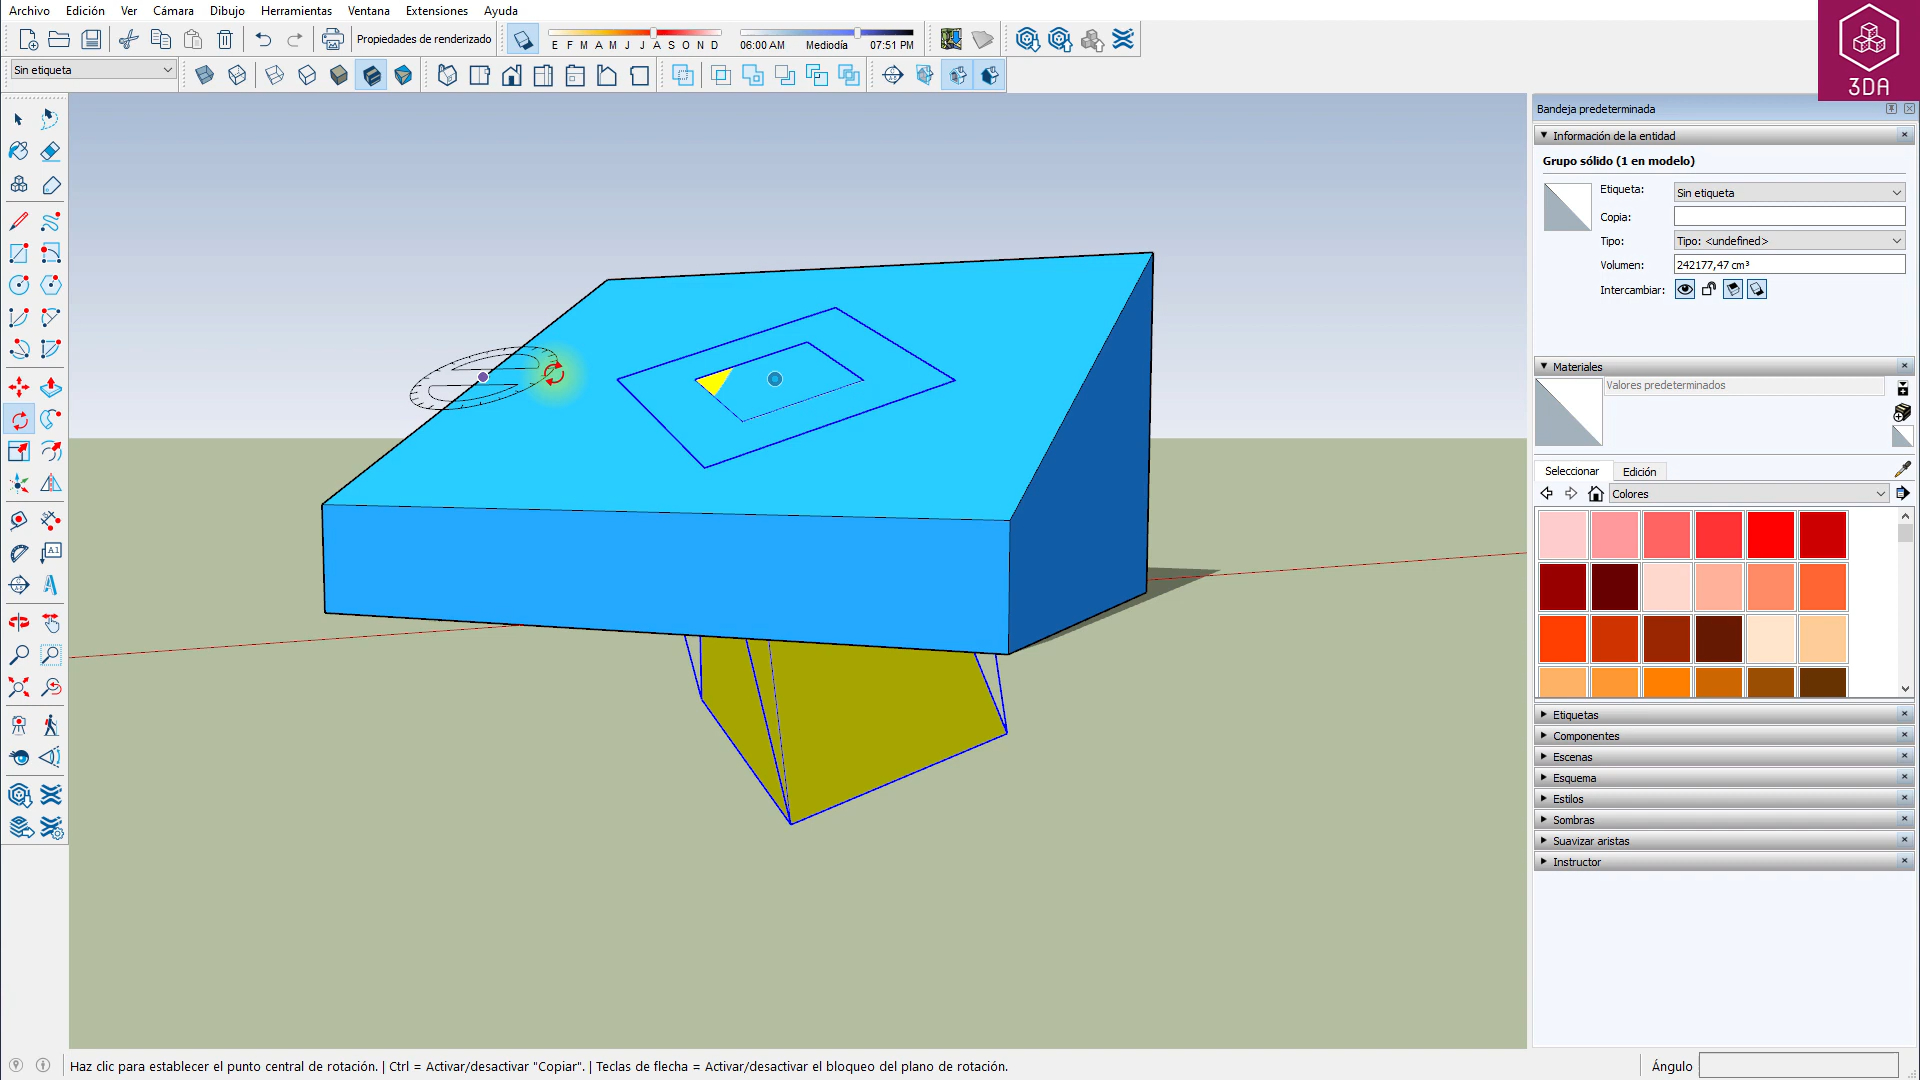 Archivo Edición Ver Cámara Dibujo Herramientas Ventana Extensiones Ayuda
Propiedades de renderizado
E F M A M J J A S O N D
06:00 AM Mediodía 07:51 PM
3DA
Sin etiqueta
Bandeja predeterminada
Información de la entidad
Grupo sólido (1 en modelo)
Etiqueta: Sin etiqueta
Copia:
Tipo: Tipo: <undefined>
Volumen: 242177,47 cm³
Intercambiar:
Materiales
Valores predeterminados
Seleccionar Edición
Colores
A1
A
Etiquetas
Componentes
Escenas
Esquema
Estilos
Sombras
Suavizar aristas
Instructor
Haz clic para establecer el punto central de rotación. | Ctrl = Activar/desactivar "Copiar". | Teclas de flecha = Activar/desactivar el bloqueo del plano de rotación.
Ángulo